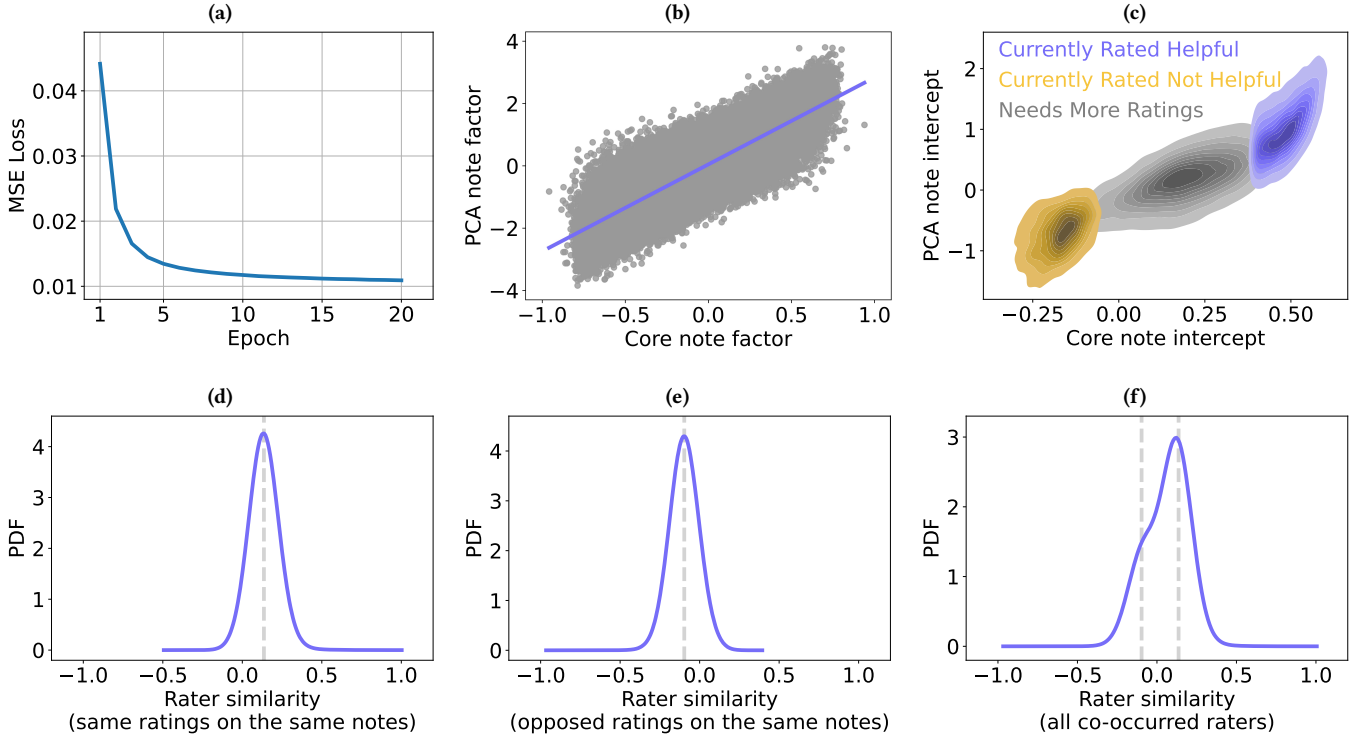 (a)
MSE Loss
0.04
0.03
0.02
0.01
1
5
10
15
20
Epoch
(b)
PCA note factor
4
2
0
−2
−4
−1.0
−0.5
0.0
0.5
1.0
Core note factor
(c)
Currently Rated Helpful
Currently Rated Not Helpful
Needs More Ratings
PCA note intercept
2
1
0
−1
−0.25
0.00
0.25
0.50
Core note intercept
(d)
PDF
4
3
2
1
0
−1.0
−0.5
0.0
0.5
1.0
Rater similarity
(same ratings on the same notes)
(e)
PDF
4
3
2
1
0
−1.0
−0.5
0.0
0.5
1.0
Rater similarity
(opposed ratings on the same notes)
(f)
PDF
3
2
1
0
−1.0
−0.5
0.0
0.5
1.0
Rater similarity
(all co-occurred raters)